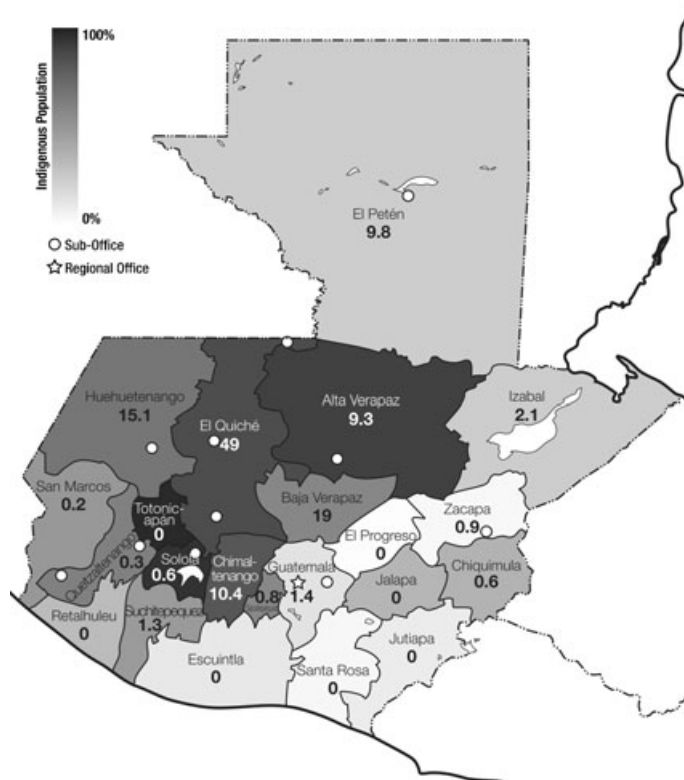 100%
Indigenous Population
0%
Sub-Office
Regional Office
El Petén
9.8
Huehuetenango
15.1
El Quiché
49
Alta Verapaz
9.3
Izabal
2.1
San Marcos
0.2
Totonic-
apán
0
Baja Verapaz
19
El Progreso
0
Zacapa
0.9
Quetzaltenango
0.3
Sololá
0.6
Chimal-
tenango
10.4
0.8
Guatemala
1.4
Jalapa
0
Chiquimula
0.6
Retalhuleu
0
Suchitepequez
1.3
Escuintla
0
Santa Rosa
0
Jutiapa
0